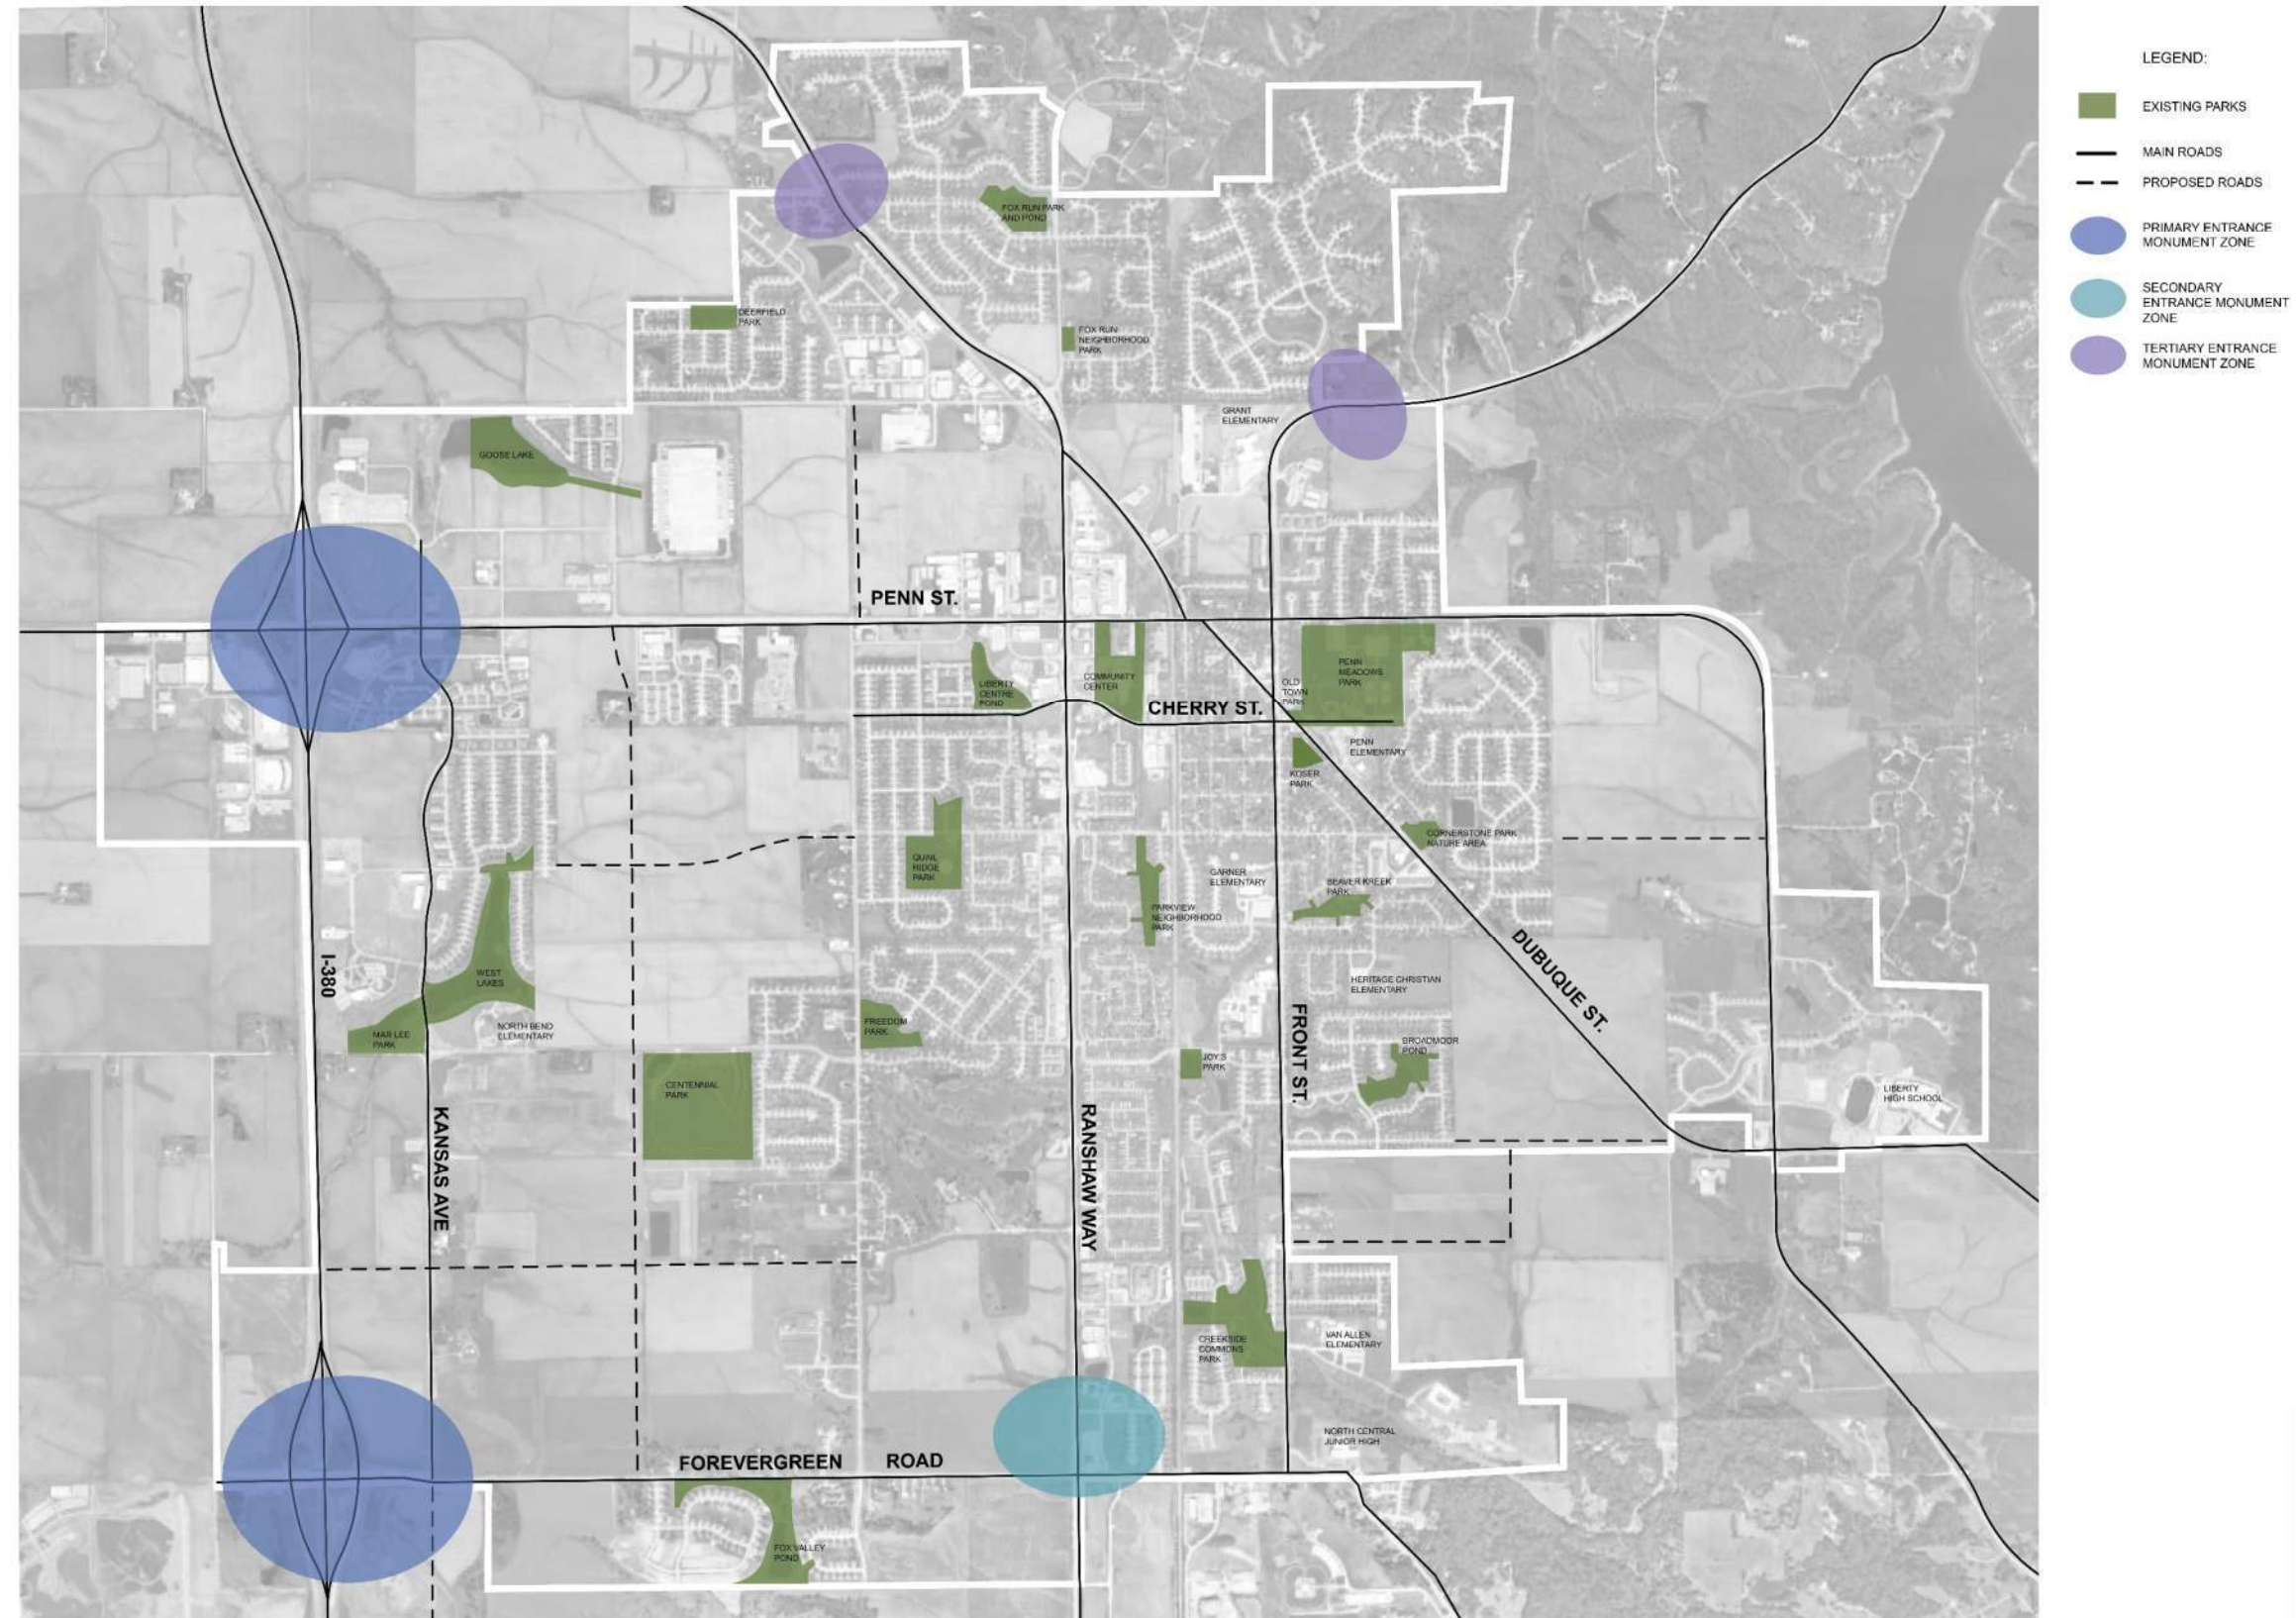 LEGEND:
EXISTING PARKS
MAIN ROADS
PROPOSED ROADS
PRIMARY ENTRANCE
MONUMENT ZONE
SECONDARY
ENTRANCE MONUMENT
ZONE
TERTIARY ENTRANCE
MONUMENT ZONE
FOX RUN PARK
AND POND
DEERFIELD
PARK
FOX RUN
NEIGHBORHOOD
PARK
GRANT
ELEMENTARY
GOOSE LAKE
PENN ST.
LIBERTY
CENTRE
POND
COMMUNITY
CENTER
OLD
TOWN
PARK
PENN
MEADOWS
PARK
CHERRY ST.
PENN
ELEMENTARY
KOSER
PARK
CORNERSTONE PARK
NATURE AREA
QUAIL
RIDGE
PARK
GARNER
ELEMENTARY
BEAVER KREEK
PARK
PARKVIEW
NEIGHBORHOOD
PARK
I-380
WEST
LAKES
HERITAGE CHRISTIAN
ELEMENTARY
DUBUQUE ST.
MAR LEE
PARK
NORTH BEND
ELEMENTARY
FREEDOM
PARK
FRONT ST.
BROADMOOR
POND
JOY'S
PARK
CENTENNIAL
PARK
LIBERTY
HIGH SCHOOL
KANSAS AVE
RANSHAW WAY
CREEKSIDE
COMMONS
PARK
VAN ALLEN
ELEMENTARY
NORTH CENTRAL
JUNIOR HIGH
FOREVERGREEN ROAD
FOX VALLEY
POND